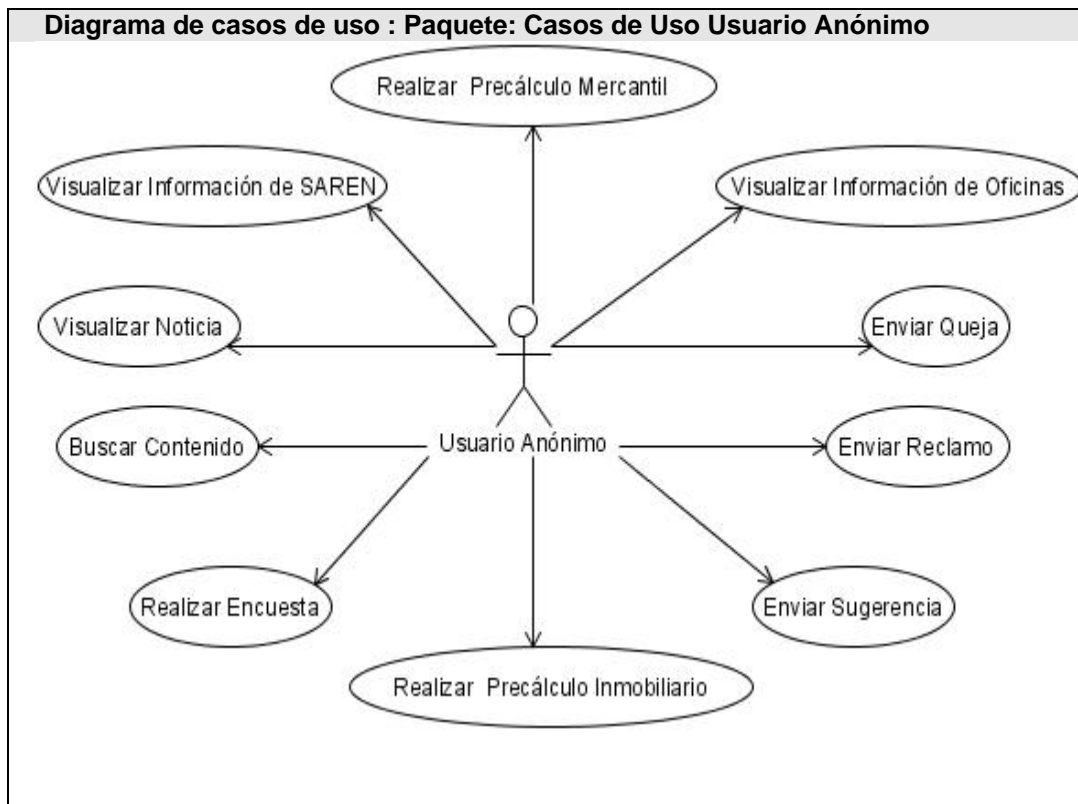 Diagrama de casos de uso : Paquete: Casos de Uso Usuario Anónimo
Realizar Precálculo Mercantil
Visualizar Información de SAREN
Visualizar Información de Oficinas
Visualizar Noticia
Enviar Queja
Buscar Contenido
Usuario Anónimo
Enviar Reclamo
Realizar Encuesta
Enviar Sugerencia
Realizar Precálculo Inmobiliario